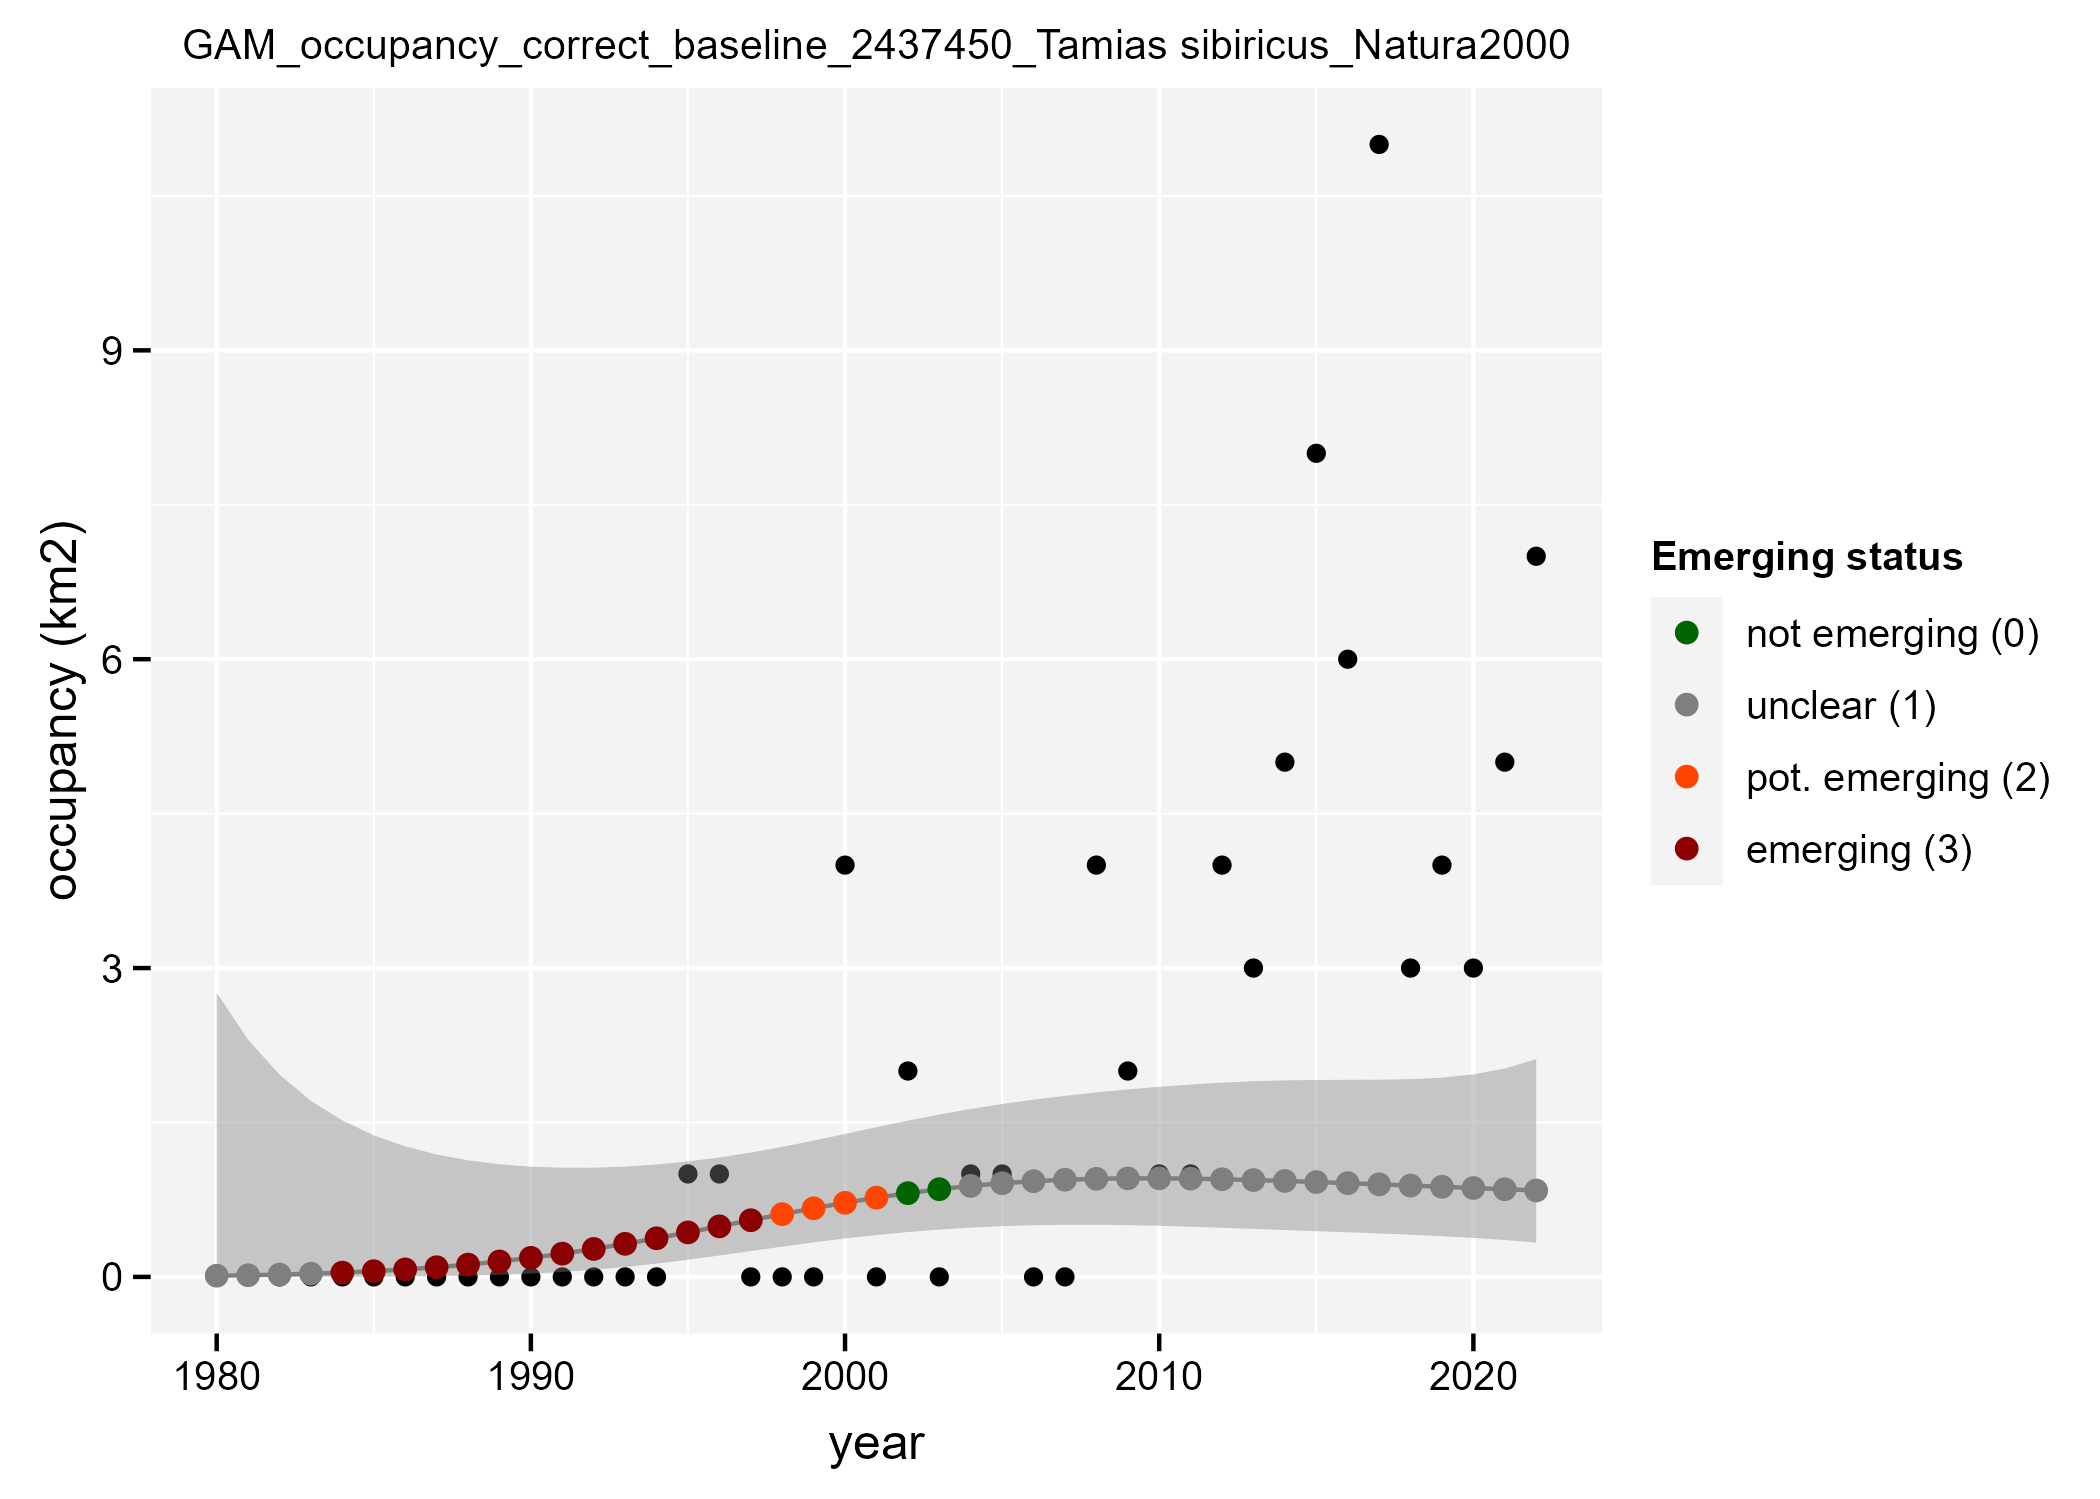 GAM_occupancy_correct_baseline_2437450_Tamias sibiricus_Natura2000
occupancy (km2)
9
6
3
0
1980 1990 2000 2010 2020
year
Emerging status
not emerging (0)
unclear (1)
pot. emerging (2)
emerging (3)